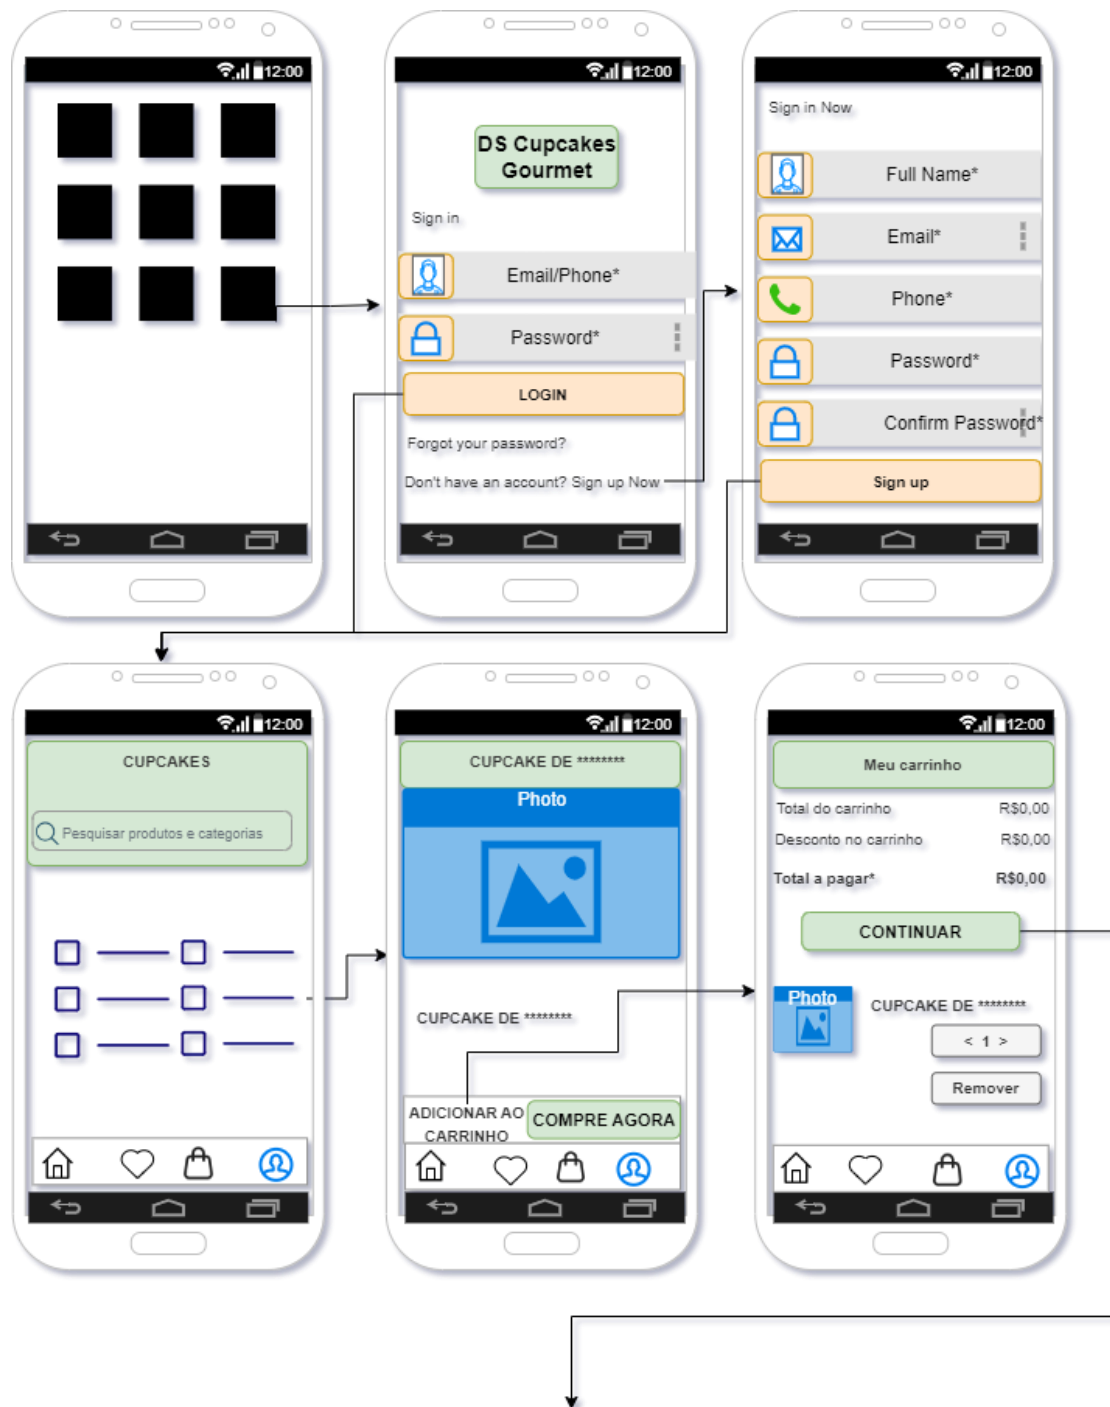 12:00
12:00
DS Cupcakes
Gourmet
Sign in
Email/Phone*
Password*
LOGIN
Forgot your password?
Don't have an account? Sign up Now
12:00
Sign in Now
Full Name*
Email*
Phone*
Password*
Confirm Password*
Sign up
12:00
CUPCAKES
Pesquisar produtos e categorias
12:00
CUPCAKE DE ********
Photo
CUPCAKE DE ********
ADICIONAR AO
CARRINHO
COMPRE AGORA
12:00
Meu carrinho
Total do carrinho R$0,00
Desconto no carrinho R$0,00
Total a pagar* R$0,00
CONTINUAR
Photo
CUPCAKE DE ********
< 1 >
Remover